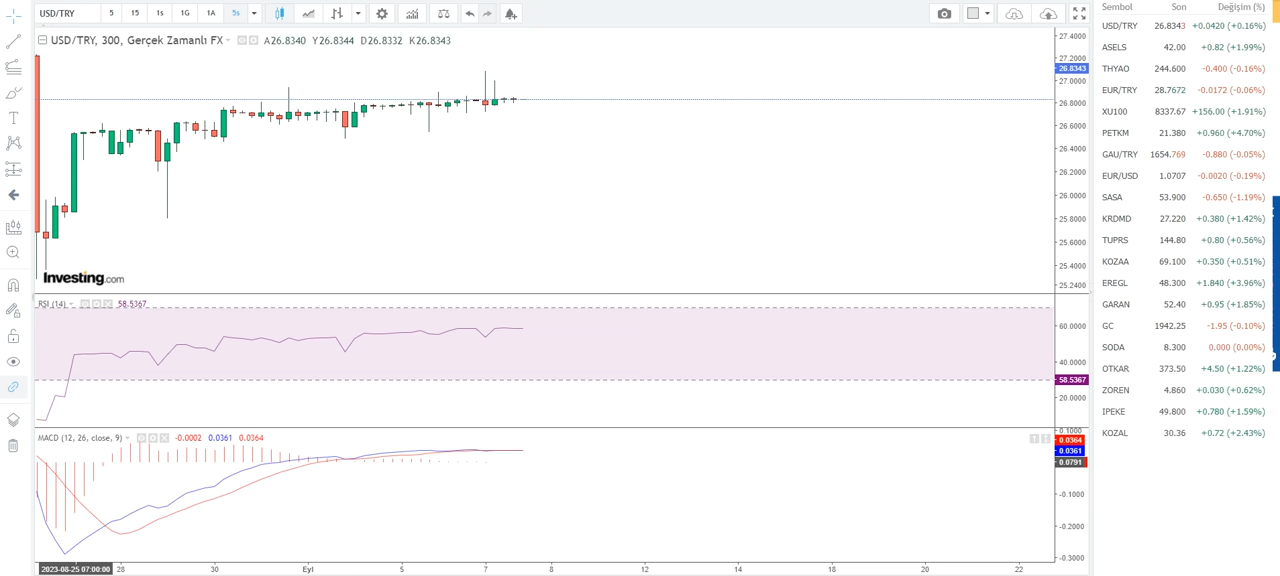 USD/TRY 5 15 1s 1G 1A 5s
USD/TRY, 300, Gerçek Zamanlı FX A26.8340 Y26.8344 D26.8332 K26.8343
27.4000
27.2000
26.8343
27.0000
26.8000
26.6000
26.4000
26.2000
26.0000
25.8000
25.6000
25.4000
25.2400
Investing.com
RSI (14) 58.5367
60.0000
40.0000
58.5367
20.0000
MACD (12, 26, close, 9) -0.0002 0.0361 0.0364
0.1000
0.0364
0.0361
0.0791
-0.1000
-0.2000
-0.3000
2023-08-25 07:00:00 28 30 Eyl 5 7 8 12 14 18 20 22
Sembol Son Değişim (%)
USD/TRY 26.8343 +0.0420 (+0.16%)
ASELS 42.00 +0.82 (+1.99%)
THYAO 244.600 -0.400 (-0.16%)
EUR/TRY 28.7672 -0.0172 (-0.06%)
XU100 8337.67 +156.00 (+1.91%)
PETKM 21.380 +0.960 (+4.70%)
GAU/TRY 1654.769 -0.880 (-0.05%)
EUR/USD 1.0707 -0.0020 (-0.19%)
SASA 53.900 -0.650 (-1.19%)
KRDMD 27.220 +0.380 (+1.42%)
TUPRS 144.80 +0.80 (+0.56%)
KOZAA 69.100 +0.350 (+0.51%)
EREGL 48.300 +1.840 (+3.96%)
GARAN 52.40 +0.95 (+1.85%)
GC 1942.25 -1.95 (-0.10%)
SODA 8.300 0.000 (0.00%)
OTKAR 373.50 +4.50 (+1.22%)
ZOREN 4.860 +0.030 (+0.62%)
IPEKE 49.800 +0.780 (+1.59%)
KOZAL 30.36 +0.72 (+2.43%)